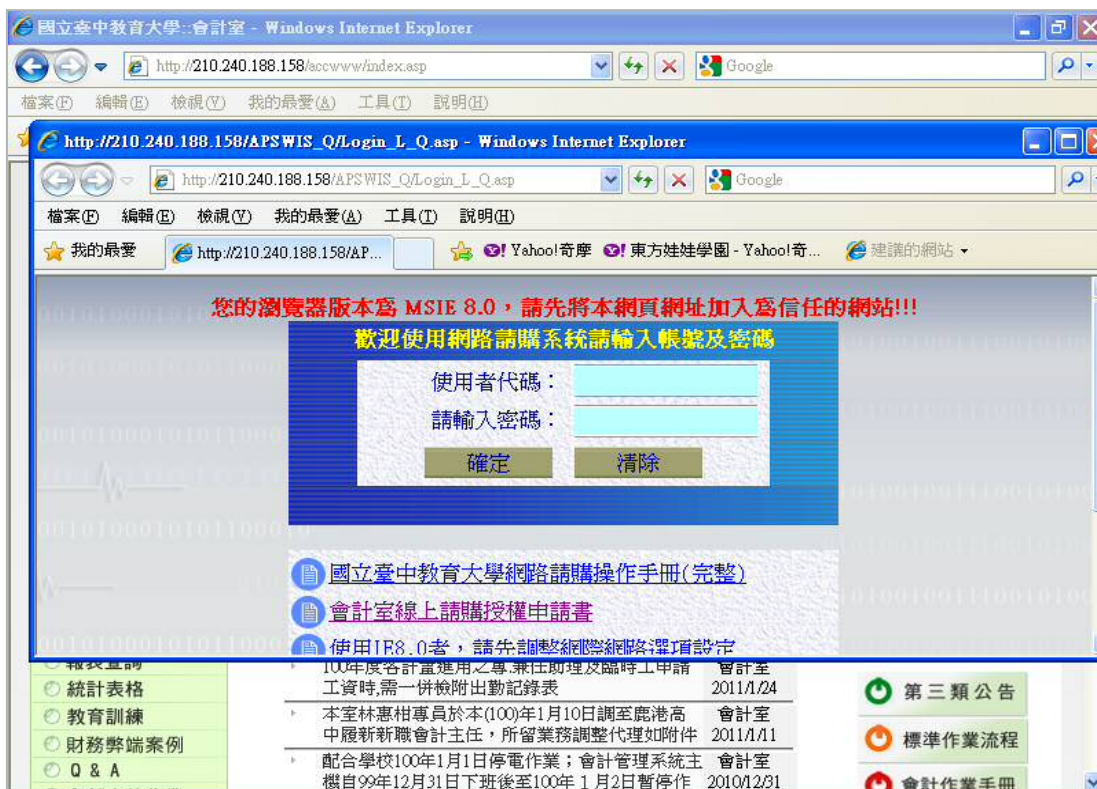 國立臺中教育大學::會計室 - Windows Internet Explorer
http://210.240.188.158/accwww/index.asp
Google
檔案(F) 編輯(E) 檢視(V) 我的最愛(A) 工具(T) 說明(H)
http://210.240.188.158/APSWIS_Q/Login_L_Q.asp - Windows Internet Explorer
http://210.240.188.158/APSWIS_Q/Login_L_Q.asp
Google
檔案(F) 編輯(E) 檢視(V) 我的最愛(A) 工具(T) 說明(H)
我的最愛 http://210.240.188.158/AP... Yahoo!奇摩 東方娃娃學園 - Yahoo!奇... 建議的網站
您的瀏覽器版本為 MSIE 8.0，請先將本網頁網址加入為信任的網站!!!
歡迎使用網路請購系統請輸入帳號及密碼
使用者代碼：
請輸入密碼：
確定 清除
國立臺中教育大學網路請購操作手冊(完整)
會計室線上請購授權申請書
使用IE8.0者，請先調整網際網路選項設定
報表查詢
統計表格
教育訓練
財務弊端案例
Q & A
100年度各計畫進用之專.兼任助理及臨時工申請 會計室
工資時,需一併檢附出勤記錄表 2011/1/24
本室林惠柑專員於本(100)年1月10日調至鹿港高 會計室
中履新新職會計主任，所留業務調整代理如附件 2011/1/11
配合學校100年1月1日停電作業；會計管理系統主 會計室
機自99年12月31日下班後至100年 1 月2日暫停作 2010/12/31
第三類公告
標準作業流程
會計作業手冊